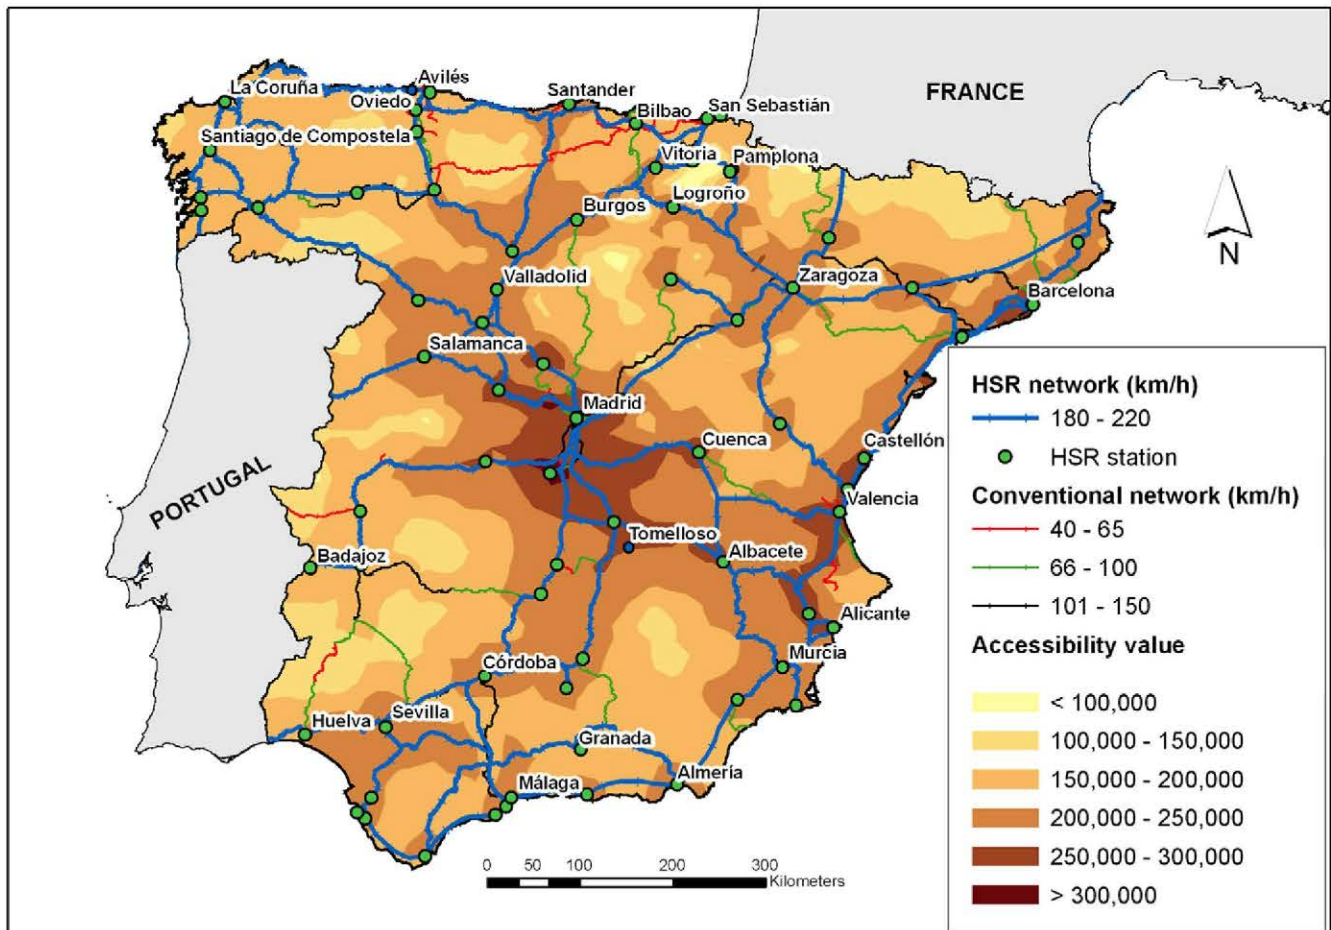 FRANCE
Avilés
La Coruña
Oviedo
Santander
Bilbao
San Sebastián
Santiago de Compostela
Vitoria
Pamplona
Logroño
Burgos
N
Valladolid
Zaragoza
Barcelona
Salamanca
Madrid
Cuenca
Castellón
PORTUGAL
Valencia
Tomelloso
Badajoz
Albacete
Alicante
Murcia
Córdoba
Huelva
Sevilla
Granada
Almería
Málaga
0 50 100 200 300
Kilometers
HSR network (km/h)
180 - 220
HSR station
Conventional network (km/h)
40 - 65
66 - 100
101 - 150
Accessibility value
< 100,000
100,000 - 150,000
150,000 - 200,000
200,000 - 250,000
250,000 - 300,000
> 300,000